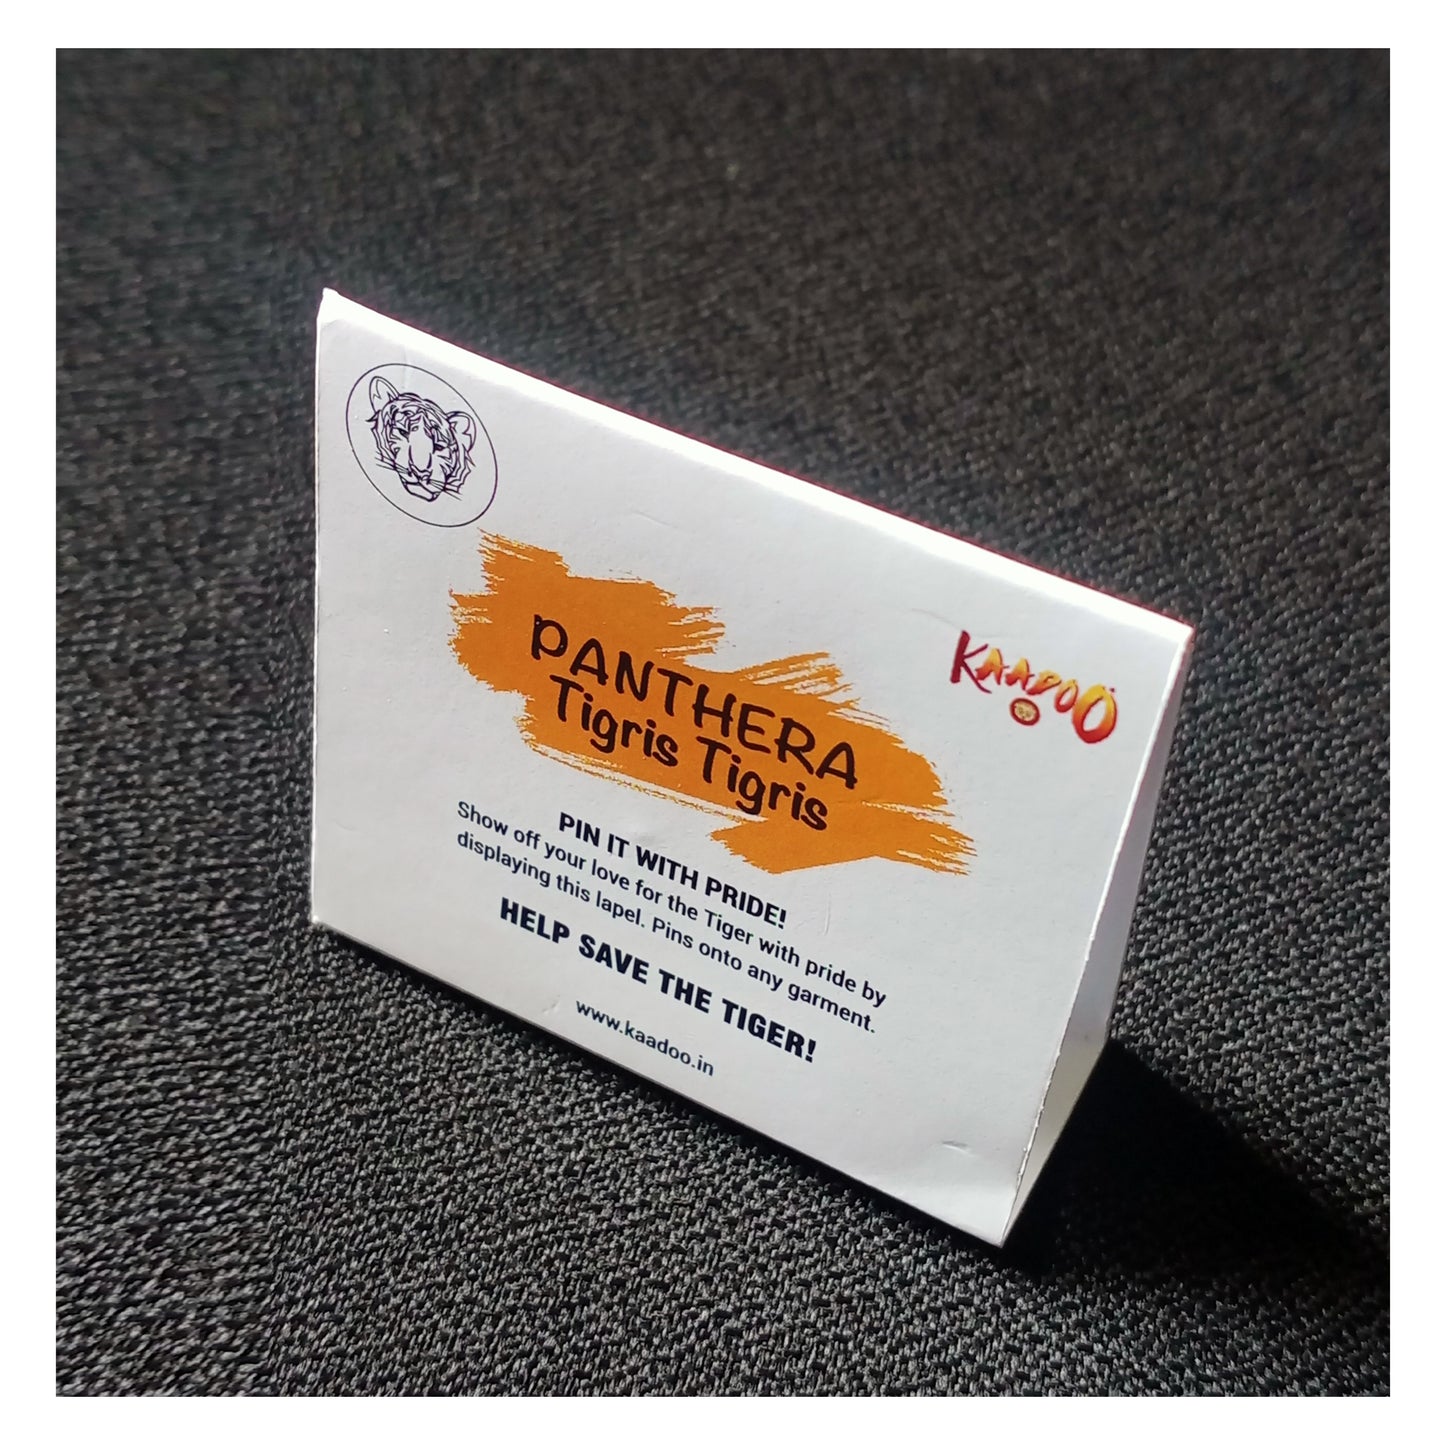 KAADOO
PANTHERA
Tigris Tigris
PIN IT WITH PRIDE!
Show off your love for the Tiger with pride by
displaying this lapel. Pins onto any garment.
HELP SAVE THE TIGER!
www.kaadoo.in